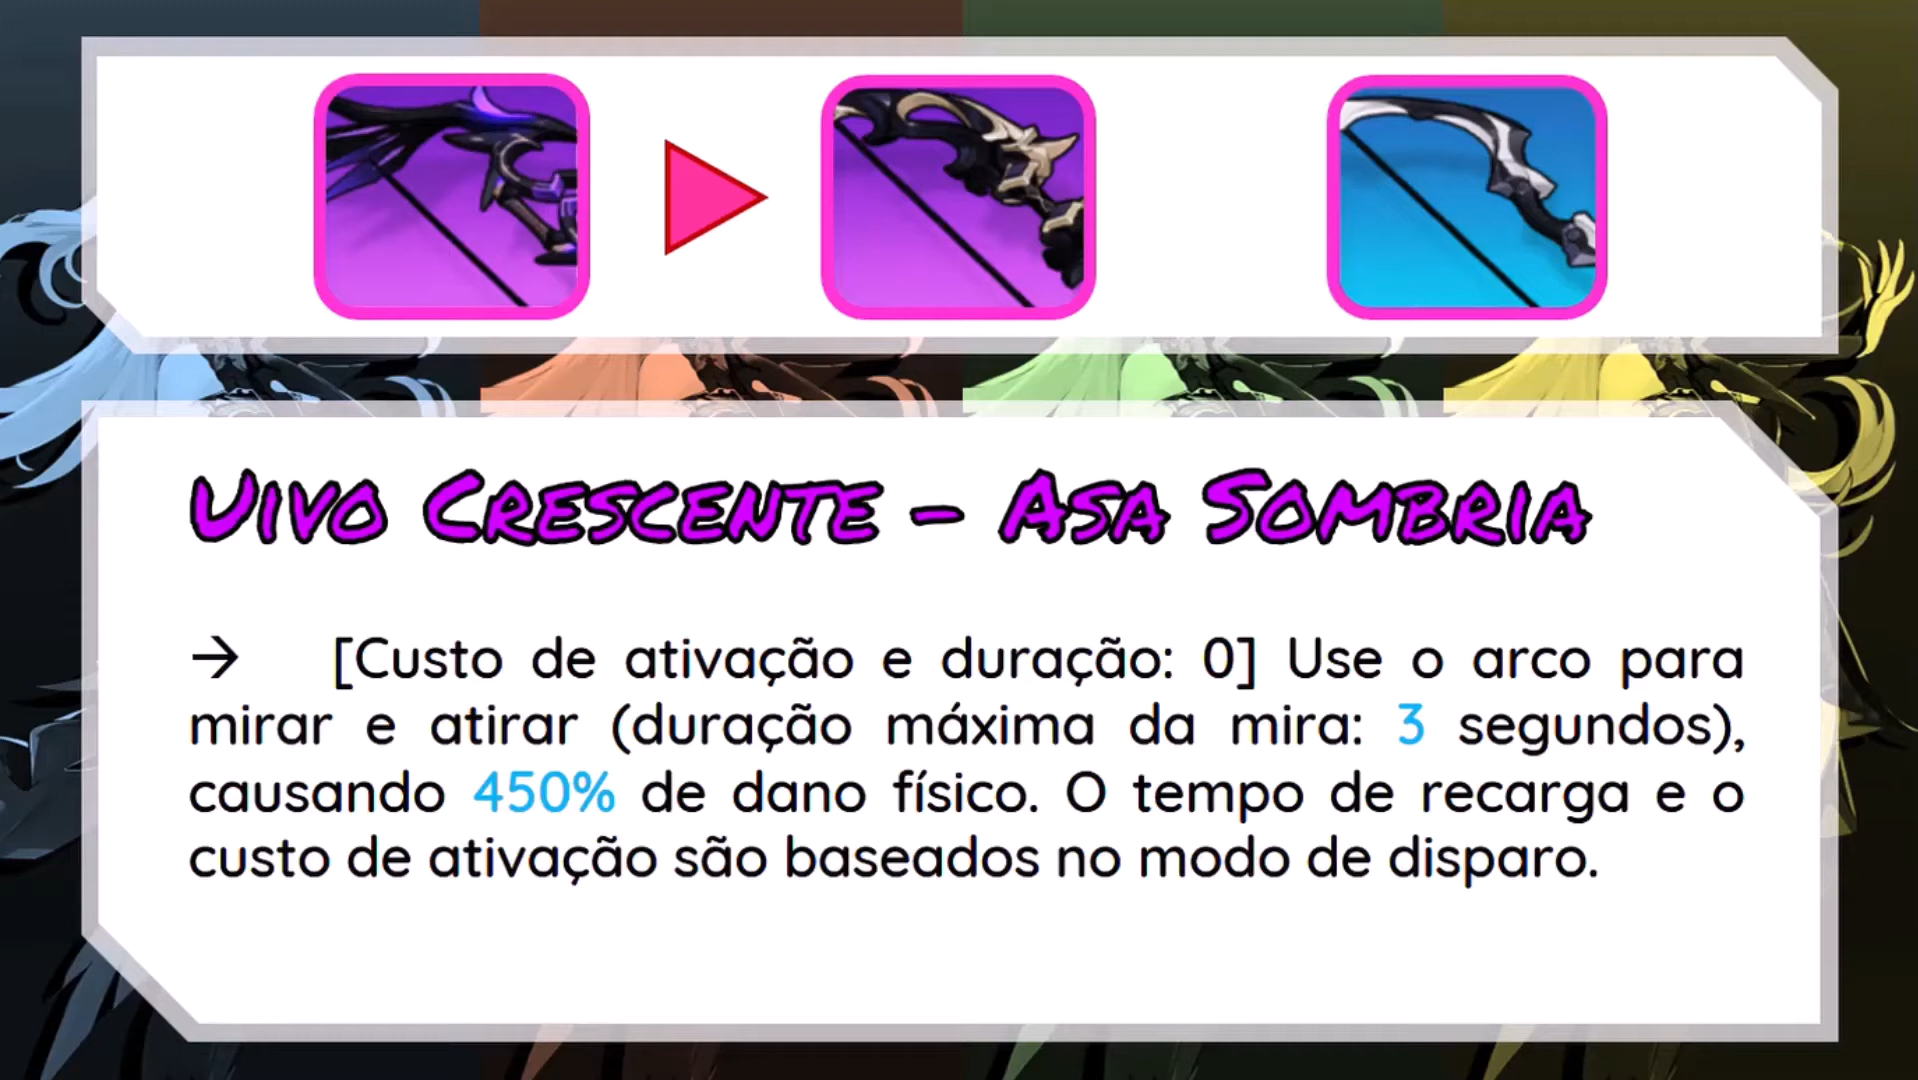 Uivo Crescente - Asa Sombria
→ [Custo de ativação e duração: 0] Use o arco para
mirar e atirar (duração máxima da mira: 3 segundos),
causando 450% de dano físico. O tempo de recarga e o
custo de ativação são baseados no modo de disparo.